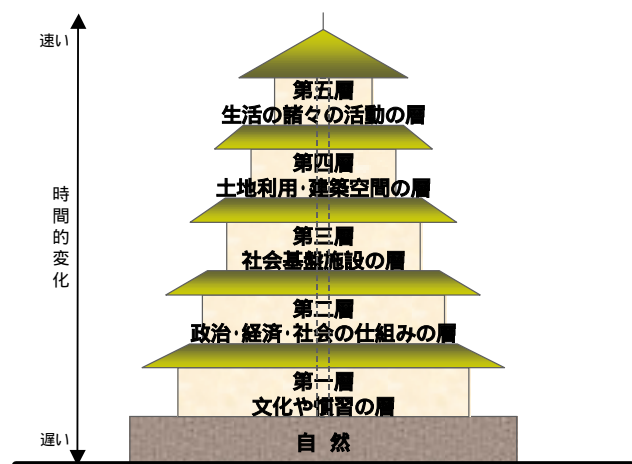 速い
第五層
生活の諸々の活動の層
第四層
土地利用･建築空間の層
時間的変化
第三層
社会基盤施設の層
第二層
政治･経済･社会の仕組みの層
第一層
文化や慣習の層
遅い
自 然